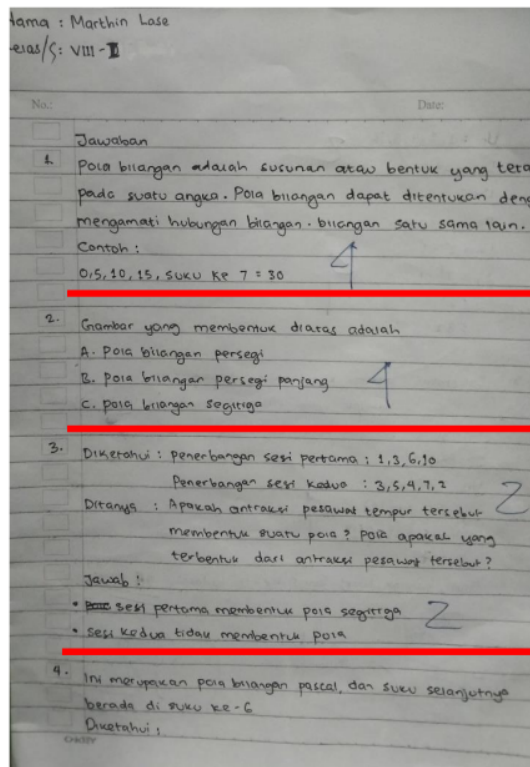 Nama : Marthin Lase
Kelas/S : VIII-I
No.: Date:
Jawaban
1. Pola bilangan adalah susunan atau bentuk yang tera
pada suatu angka. Pola bilangan dapat ditentukan deng
mengamati hubungan bilangan-bilangan satu sama lain.
Contoh :
0,5,10,15, suku ke 7 = 30
4
2. Gambar yang membentuk diatas adalah
A. Pola bilangan persegi
B. Pola bilangan persegi panjang
4
C. pola bilangan segitiga
3. Diketahui : penerbangan sesi pertama : 1,3,6,10
Penerbangan sesi kedua : 3,5,4,7,2
2
Ditanya : Apakah antraksi pesawat tempur tersebut
membentuk suatu pola? pola apakah yang
terbentuk dari antraksi pesawat tersebut?
Jawab :
• sesi pertama membentuk pola segitiga
2
• sesi kedua tidak membentuk pola
4. Ini merupakan pola bilangan pascal, dan suku selanjutnya
berada di suku ke-6
Diketahui :